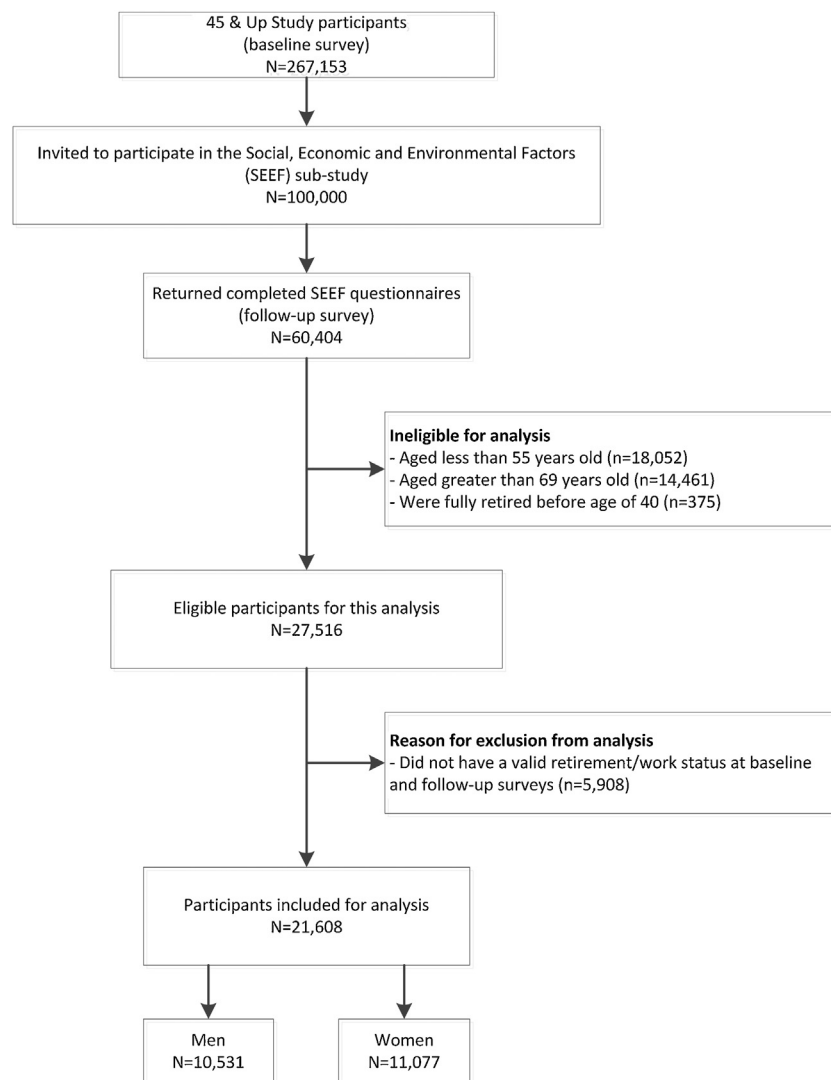 45 & Up Study participants
(baseline survey)
N=267,153
Invited to participate in the Social, Economic and Environmental Factors
(SEEF) sub-study
N=100,000
Returned completed SEEF questionnaires
(follow-up survey)
N=60,404
Ineligible for analysis
- Aged less than 55 years old (n=18,052)
- Aged greater than 69 years old (n=14,461)
- Were fully retired before age of 40 (n=375)
Eligible participants for this analysis
N=27,516
Reason for exclusion from analysis
- Did not have a valid retirement/work status at baseline
and follow-up surveys (n=5,908)
Participants included for analysis
N=21,608
Men
N=10,531
Women
N=11,077